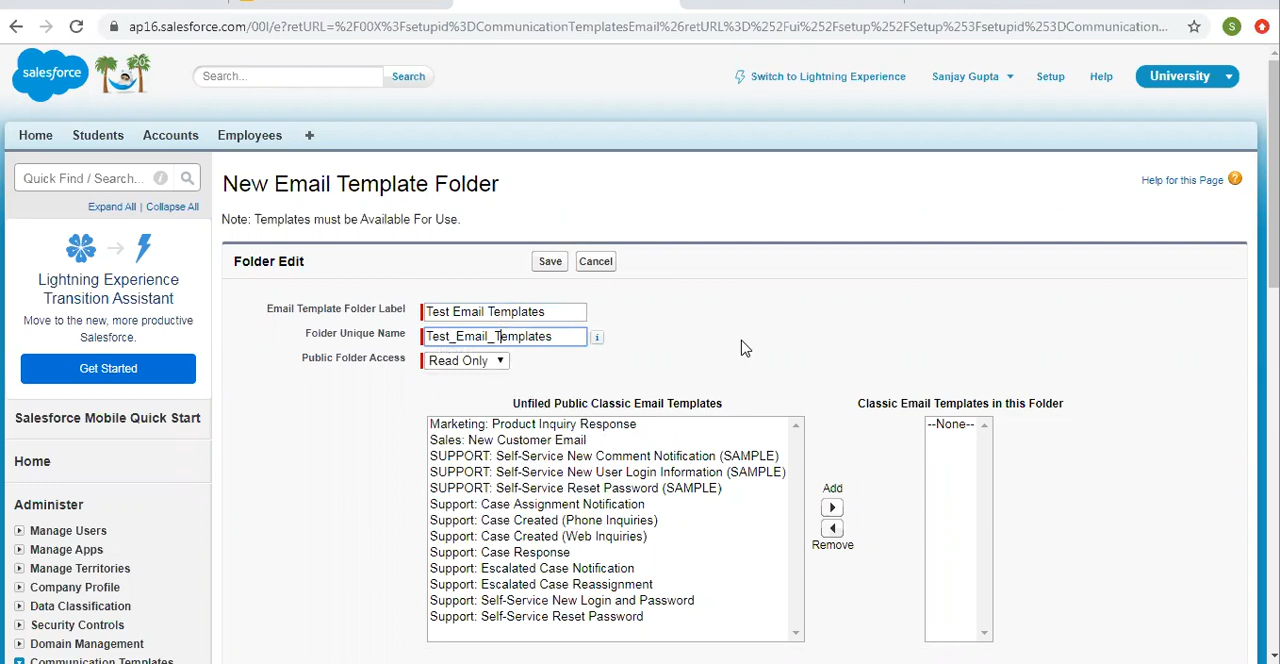 ap16.salesforce.com/00l/e?retURL=%2F00X%3Fsetupid%3DCommunicationTemplatesEmail%26retURL%3D%252Fui%252FSetup%252FSetup%253Fsetupid%253DCommunication...
S
salesforce
Search...
Search
Switch to Lightning Experience
Sanjay Gupta
Setup
Help
University
Home
Students
Accounts
Employees
+
Quick Find / Search...
Expand All | Collapse All
Lightning Experience
Transition Assistant
Move to the new, more productive
Salesforce.
Get Started
Salesforce Mobile Quick Start
Home
Administer
Manage Users
Manage Apps
Manage Territories
Company Profile
Data Classification
Security Controls
Domain Management
Communication Templates
New Email Template Folder
Help for this Page
Note: Templates must be Available For Use.
Folder Edit
Save
Cancel
Email Template Folder Label
Test Email Templates
Folder Unique Name
Test_Email_Templates
Public Folder Access
Read Only
Unfiled Public Classic Email Templates
Marketing: Product Inquiry Response
Sales: New Customer Email
SUPPORT: Self-Service New Comment Notification (SAMPLE)
SUPPORT: Self-Service New User Login Information (SAMPLE)
SUPPORT: Self-Service Reset Password (SAMPLE)
Support: Case Assignment Notification
Support: Case Created (Phone Inquiries)
Support: Case Created (Web Inquiries)
Support: Case Response
Support: Escalated Case Notification
Support: Escalated Case Reassignment
Support: Self-Service New Login and Password
Support: Self-Service Reset Password
Add
Remove
Classic Email Templates in this Folder
--None--